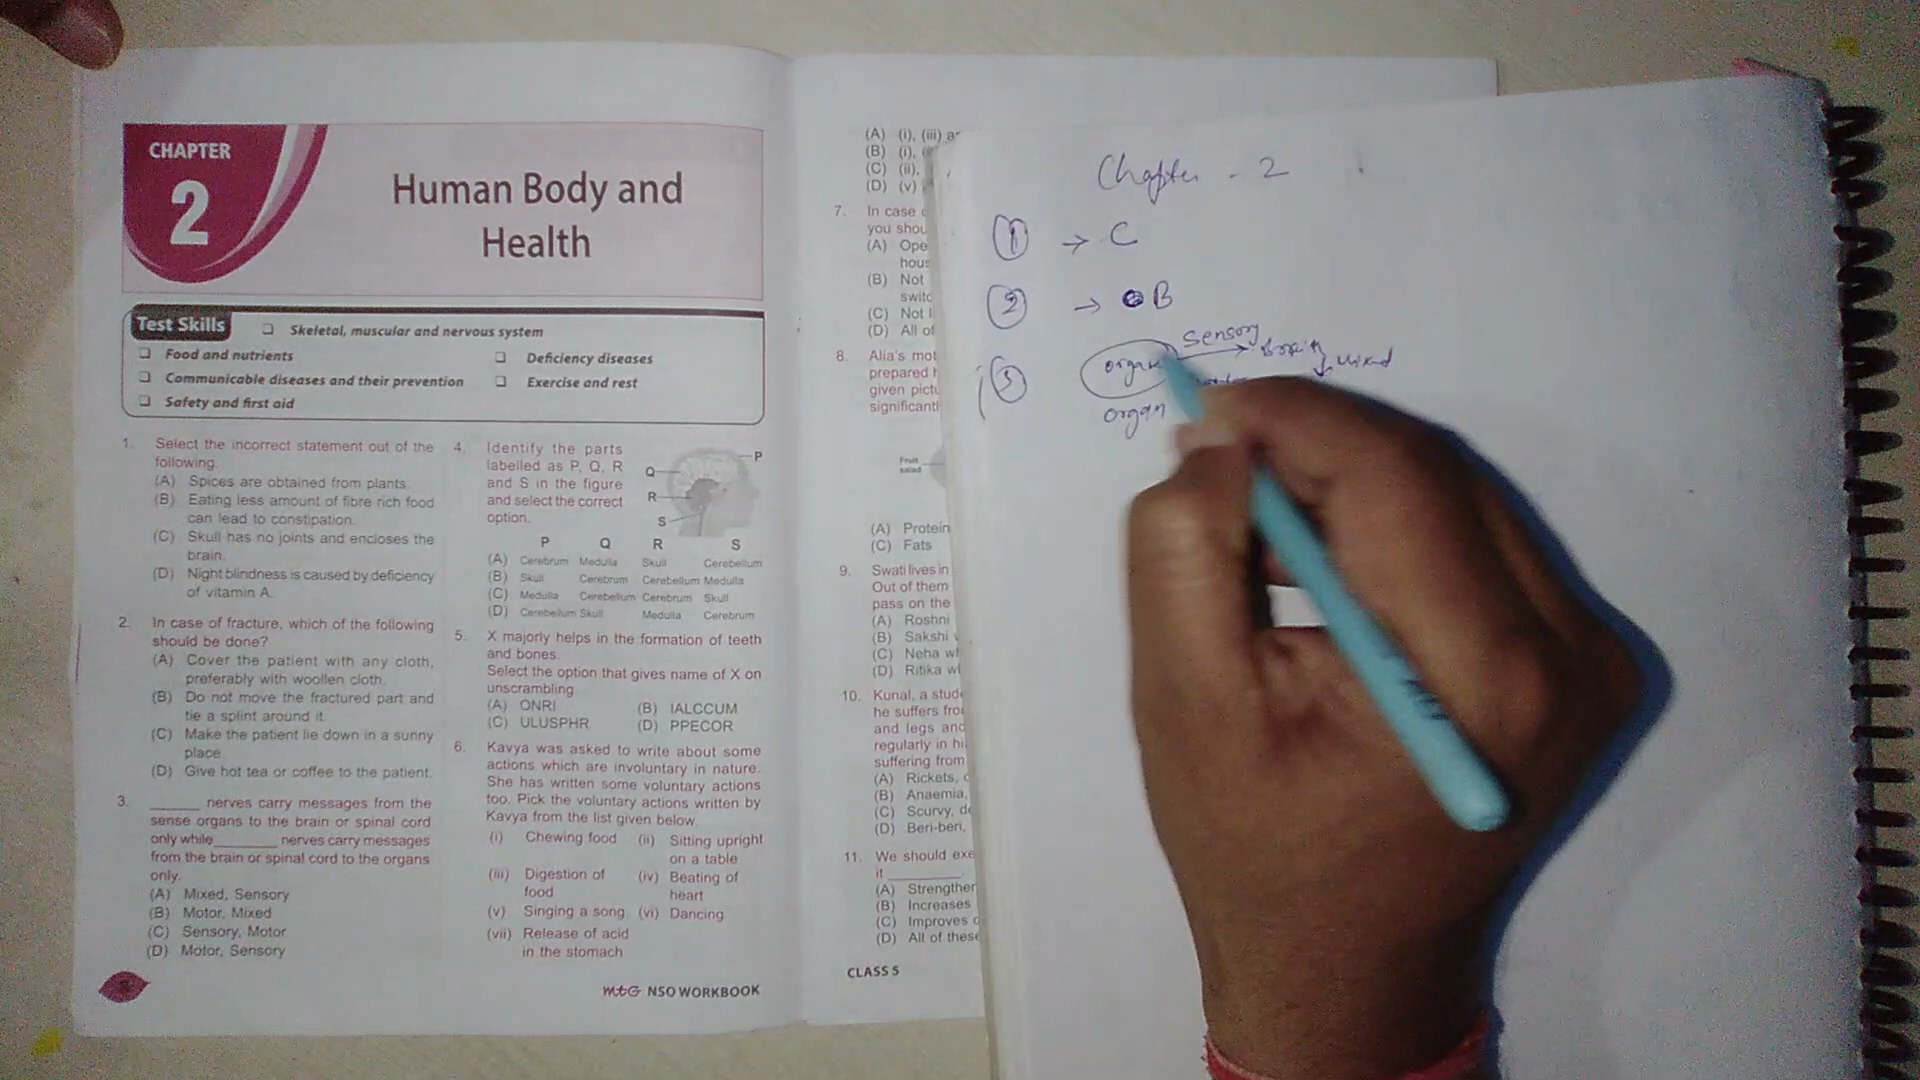 CHAPTER
2
Human Body and
Health
Test Skills
Skeletal, muscular and nervous system
Food and nutrients
Deficiency diseases
Communicable diseases and their prevention
Exercise and rest
Safety and first aid
1. Select the incorrect statement out of the
following.
(A) Spices are obtained from plants.
(B) Eating less amount of fibre rich food
can lead to constipation.
(C) Skull has no joints and encloses the
brain.
(D) Night blindness is caused by deficiency
of vitamin A.
2. In case of fracture, which of the following
should be done?
(A) Cover the patient with any cloth,
preferably with woollen cloth.
(B) Do not move the fractured part and
tie a splint around it.
(C) Make the patient lie down in a sunny
place.
(D) Give hot tea or coffee to the patient.
3. ______ nerves carry messages from the
sense organs to the brain or spinal cord
only while________ nerves carry messages
from the brain or spinal cord to the organs
only.
(A) Mixed, Sensory
(B) Motor, Mixed
(C) Sensory, Motor
(D) Motor, Sensory
4. Identify the parts
labelled as P, Q, R
and S in the figure
and select the correct
option.
P
Q
R
S
P Q R S
(A) Cerebrum Medulla Skull Cerebellum
(B) Skull Cerebrum Cerebellum Medulla
(C) Medulla Cerebellum Cerebrum Skull
(D) Cerebellum Skull Medulla Cerebrum
5. X majorly helps in the formation of teeth
and bones.
Select the option that gives name of X on
unscrambling.
(A) ONRI (B) IALCCUM
(C) ULUSPHR (D) PPECOR
6. Kavya was asked to write about some
actions which are involuntary in nature.
She has written some voluntary actions
too. Pick the voluntary actions written by
Kavya from the list given below.
(i) Chewing food (ii) Sitting upright
on a table
(iii) Digestion of (iv) Beating of
food heart
(v) Singing a song (vi) Dancing
(vii) Release of acid
in the stomach
mtG NSO WORKBOOK
(A) (i), (iii)
(B) (i),
(C) (ii),
(D) (v)
7. In case
you
(A)
(B) Not
(C) Not
(D) All of
8. Alia's
prepared
given
Fruit
salad
(A) Protein
(C) Fats
9. Swati lives in
Out of them
pass on the
(A) Roshni
(B) Sakshi
(C) Neha
(D) Ritika
10. Kunal, a
he suffers
and legs and
regularly in
suffering from
(A) Rickets,
(B) Anaemia,
(C) Scurvy,
(D) Beri-beri,
11. We should
it ________.
(A)
(B) Increases
(C) Improves
(D) All of these
CLASS 5
Chapter - 2
1 → C
2 → B
3 organ sensory mixed
organ